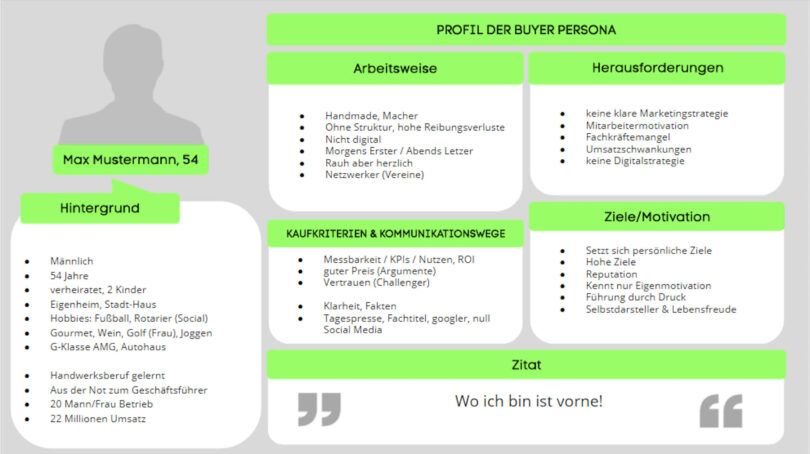 PROFIL DER BUYER PERSONA
Max Mustermann, 54
Hintergrund
Männlich
54 Jahre
verheiratet, 2 Kinder
Eigenheim, Stadt-Haus
Hobbies: Fußball, Rotarier (Social)
Gourmet, Wein, Golf (Frau), Joggen
G-Klasse AMG, Autohaus
Handwerksberuf gelernt
Aus der Not zum Geschäftsführer
20 Mann/Frau Betrieb
22 Millionen Umsatz
Arbeitsweise
Handmade, Macher
Ohne Struktur, hohe Reibungsverluste
Nicht digital
Morgens Erster / Abends Letzer
Rauh aber herzlich
Netzwerker (Vereine)
Herausforderungen
keine klare Marketingstrategie
Mitarbeitermotivation
Fachkräftemangel
Umsatzschwankungen
keine Digitalstrategie
KAUFKRITERIEN & KOMMUNIKATIONSWEGE
Messbarkeit / KPIs / Nutzen, ROI
guter Preis (Argumente)
Vertrauen (Challenger)
Klarheit, Fakten
Tagespresse, Fachtitel, googler, null
Social Media
Ziele/Motivation
Setzt sich persönliche Ziele
Hohe Ziele
Reputation
Kennt nur Eigenmotivation
Führung durch Druck
Selbstdarsteller & Lebensfreude
Zitat
Wo ich bin ist vorne!